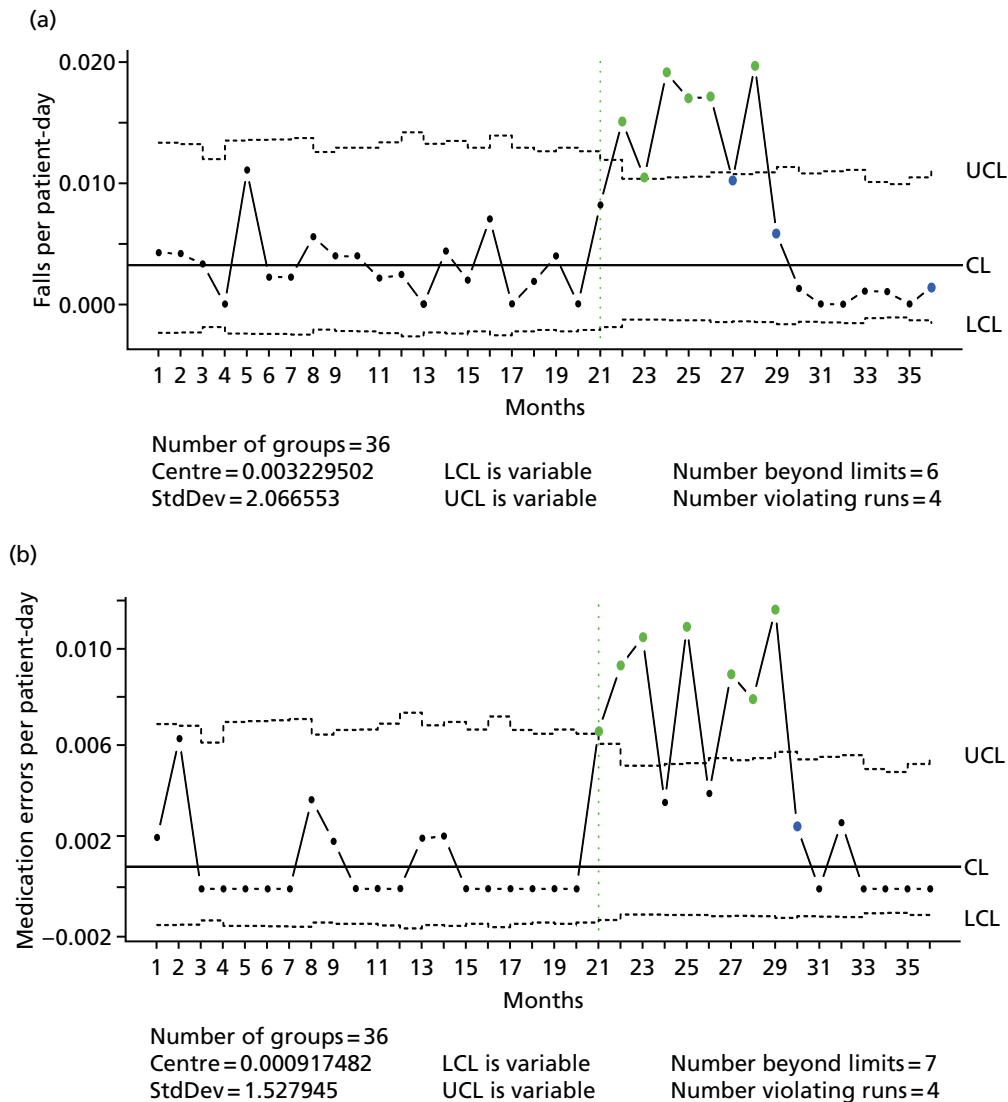 (a)
Falls per patient-day
0.020
0.010
0.000
UCL
CL
LCL
1 2 3 4 5 6 7 8 9 11 13 15 17 19 21 23 25 27 29 31 33 35
Months
Number of groups=36
Centre=0.003229502 LCL is variable Number beyond limits=6
StdDev=2.066553 UCL is variable Number violating runs=4
(b)
Medication errors per patient-day
0.010
0.006
0.002
−0.002
UCL
CL
LCL
1 2 3 4 5 6 7 8 9 11 13 15 17 19 21 23 25 27 29 31 33 35
Months
Number of groups=36
Centre=0.000917482 LCL is variable Number beyond limits=7
StdDev=1.527945 UCL is variable Number violating runs=4